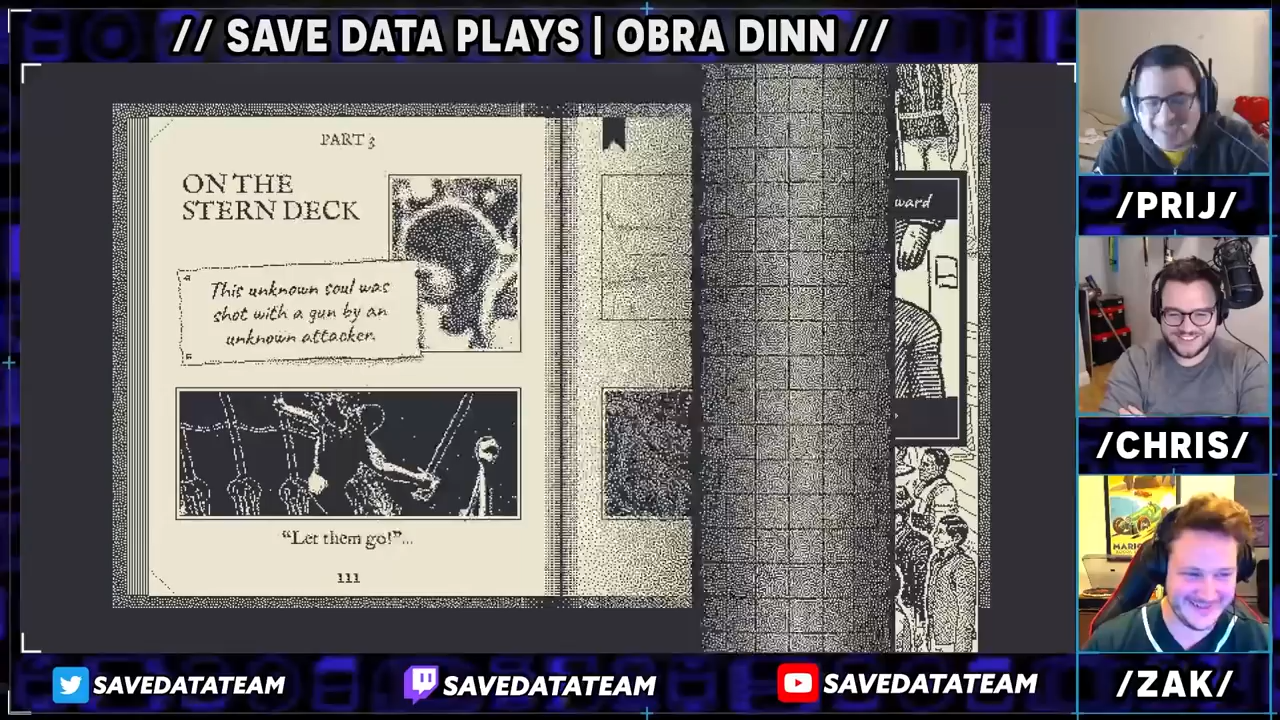 // SAVE DATA PLAYS | OBRA DINN //
PART 3
ON THE
STERN DECK
This unknown soul was
shot with a gun by an
unknown attacker.
"Let them go!"...
111
ward
/PRIJ/
/CHRIS/
MARIO
/ZAK/
SAVEDATATEAM
SAVEDATATEAM
SAVEDATATEAM